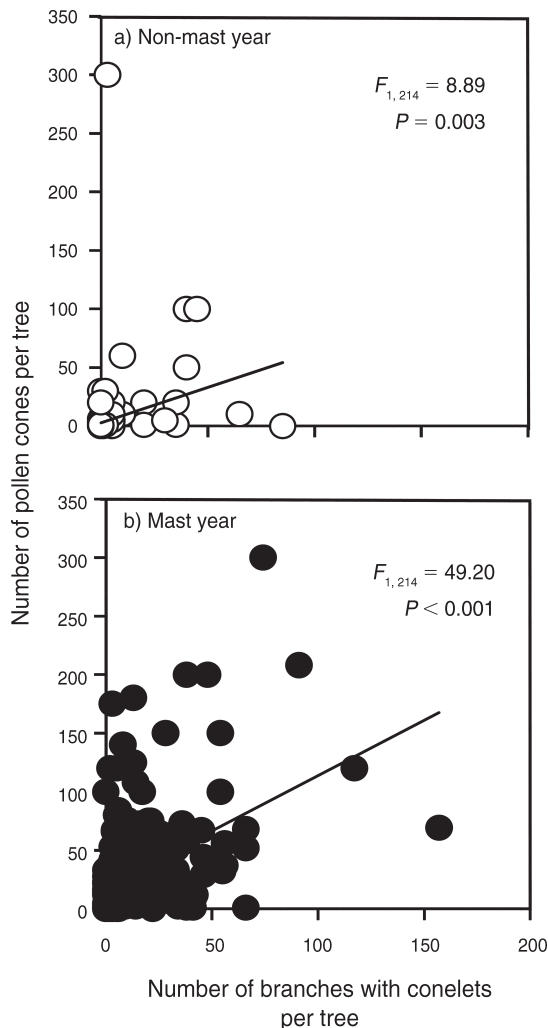 350
a) Non-mast year
300
F1, 214 = 8.89
250
P = 0.003
200
150
100
50
0
Number of pollen cones per tree
350
b) Mast year
300
F1, 214 = 49.20
250
P < 0.001
200
150
100
50
0
0 50 100 150 200
Number of branches with conelets
per tree